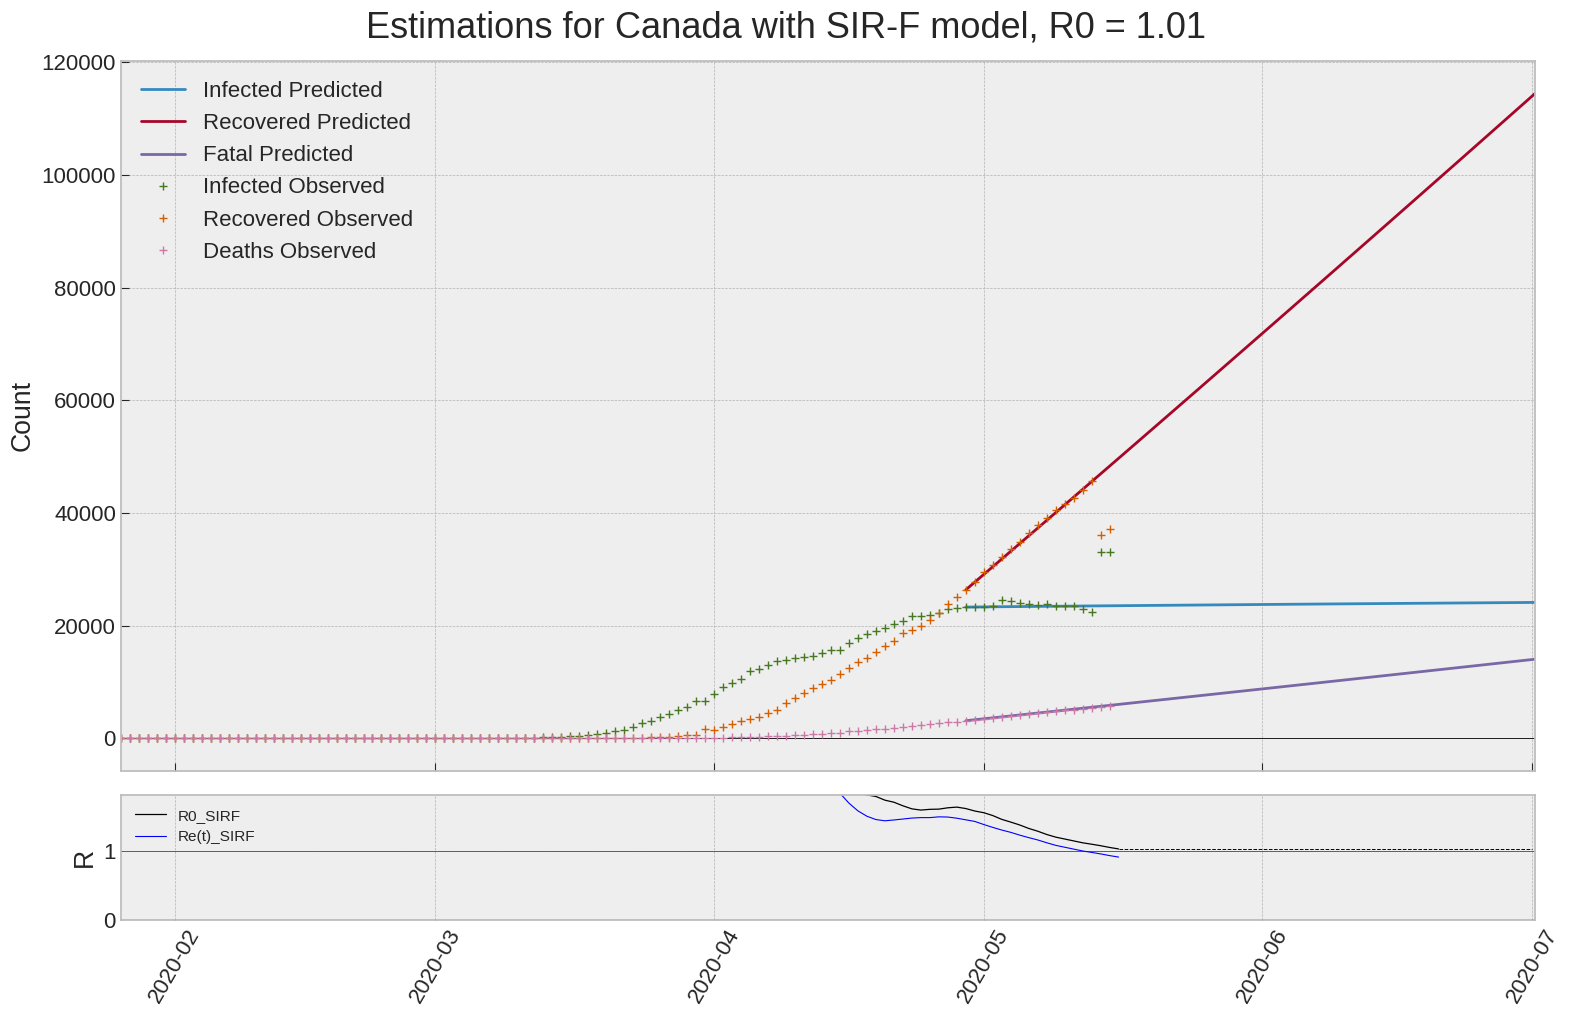 Estimations for Canada with SIR-F model, R0 = 1.01
120000
100000
80000
60000
40000
20000
0
Count
Infected Predicted
Recovered Predicted
Fatal Predicted
Infected Observed
Recovered Observed
Deaths Observed
R0_SIRF
Re(t)_SIRF
R
1
0
2020-02
2020-03
2020-04
2020-05
2020-06
2020-07